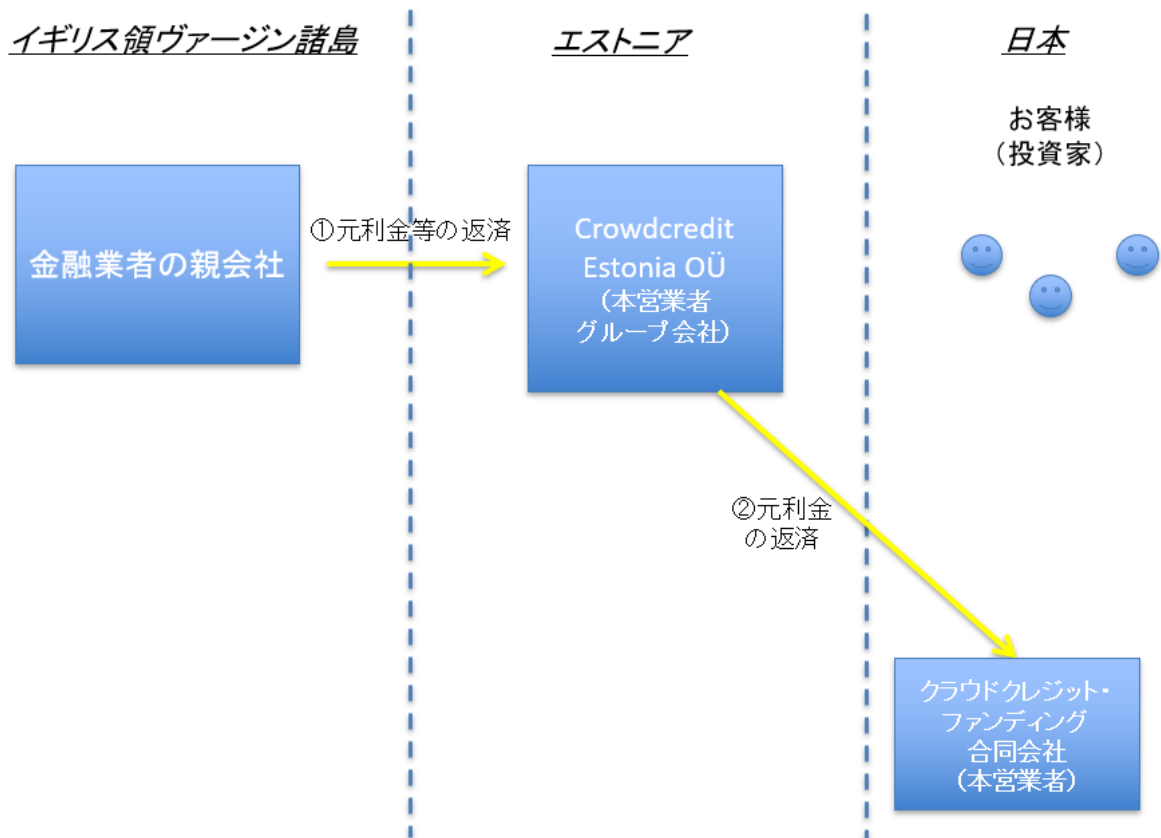 イギリス領ヴァージン諸島
エストニア
日本
お客様
（投資家）
金融業者の親会社
①元利金等の返済
Crowdcredit
Estonia OÜ
（本営業者
グループ会社）
②元利金
の返済
クラウドクレジット・
ファンディング
合同会社
（本営業者）